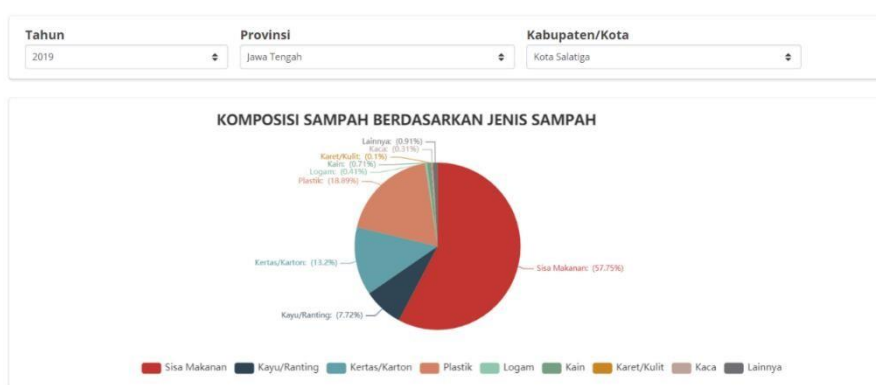 Tahun Provinsi Kabupaten/Kota
2019 Jawa Tengah Kota Salatiga
KOMPOSISI SAMPAH BERDASARKAN JENIS SAMPAH
Lainnya: (0.91%)
Kaca: (0.31%)
Karet/Kulit: (0.1%)
Kain: (0.71%)
Logam: (0.41%)
Plastik: (18.89%)
Kertas/Karton: (13.2%)
Sisa Makanan: (57.75%)
Kayu/Ranting: (7.72%)
Sisa Makanan Kayu/Ranting Kertas/Karton Plastik Logam Kain Karet/Kulit Kaca Lainnya